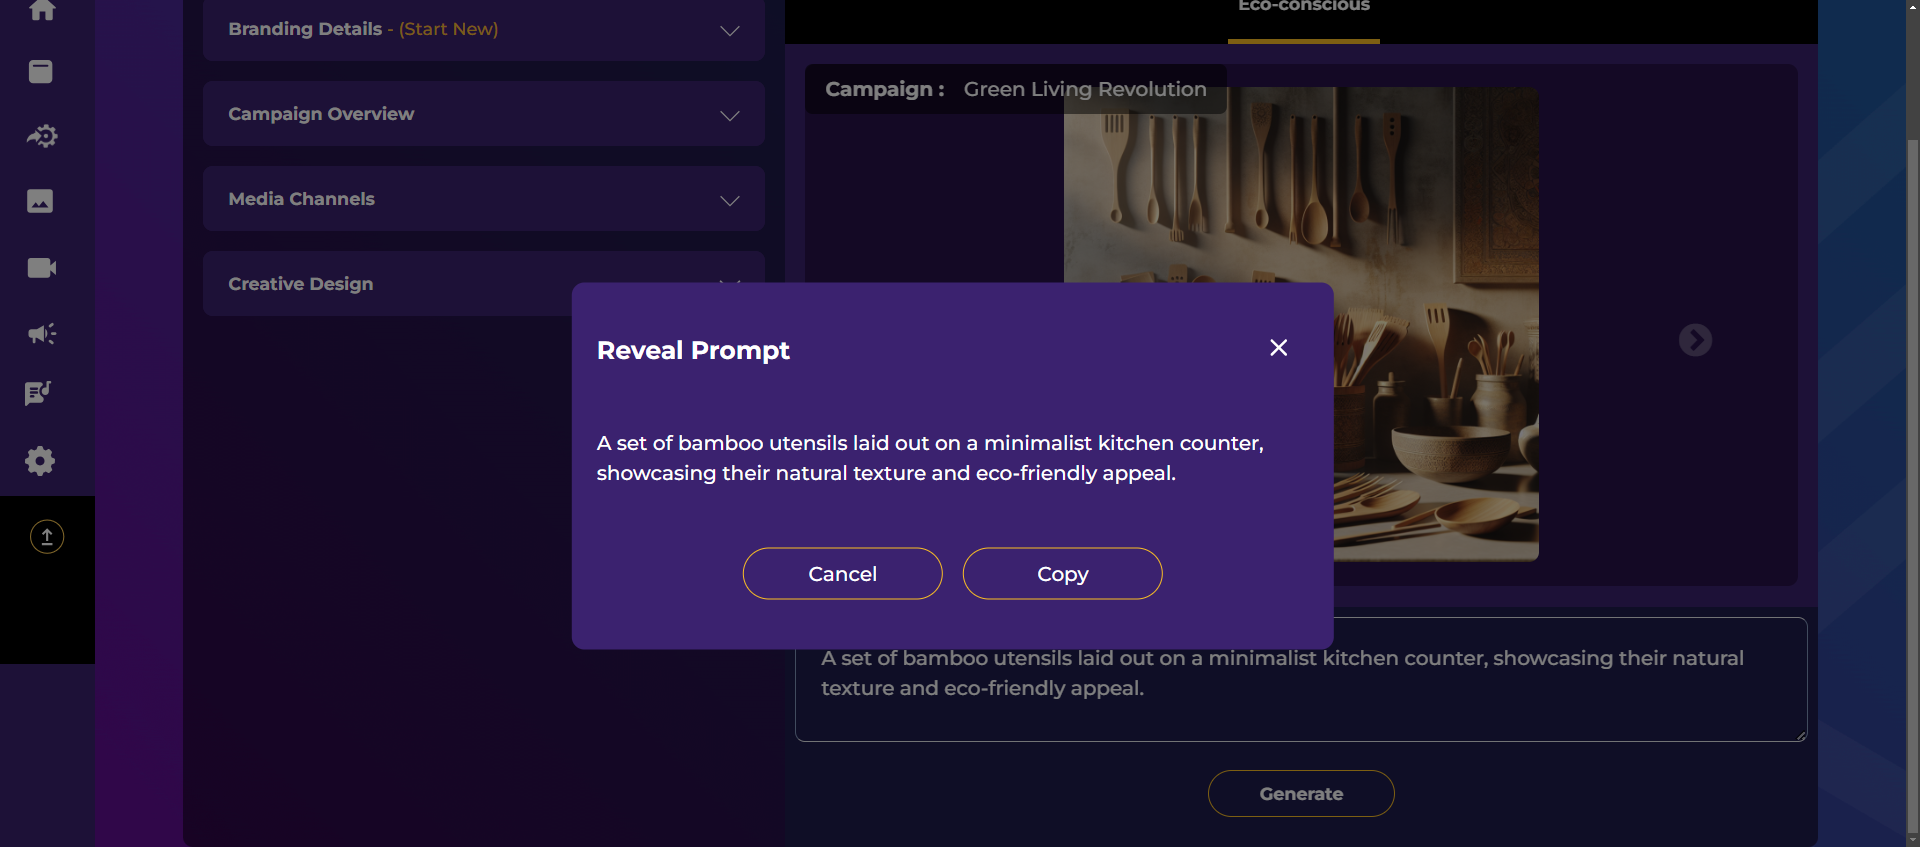 Branding Details - (Start New)
Campaign Overview
Media Channels
Creative Design
Eco-conscious
Campaign : Green Living Revolution
Reveal Prompt
A set of bamboo utensils laid out on a minimalist kitchen counter,
showcasing their natural texture and eco-friendly appeal.
Cancel
Copy
A set of bamboo utensils laid out on a minimalist kitchen counter, showcasing their natural
texture and eco-friendly appeal.
Generate